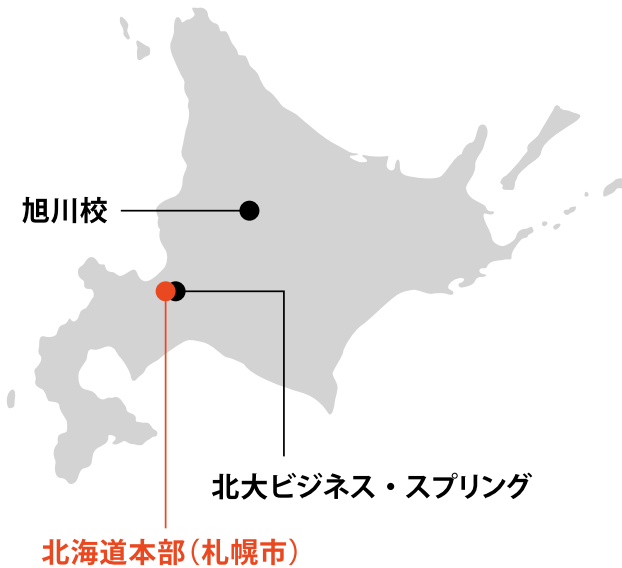 旭川校
北大ビジネス・スプリング
北海道本部（札幌市）